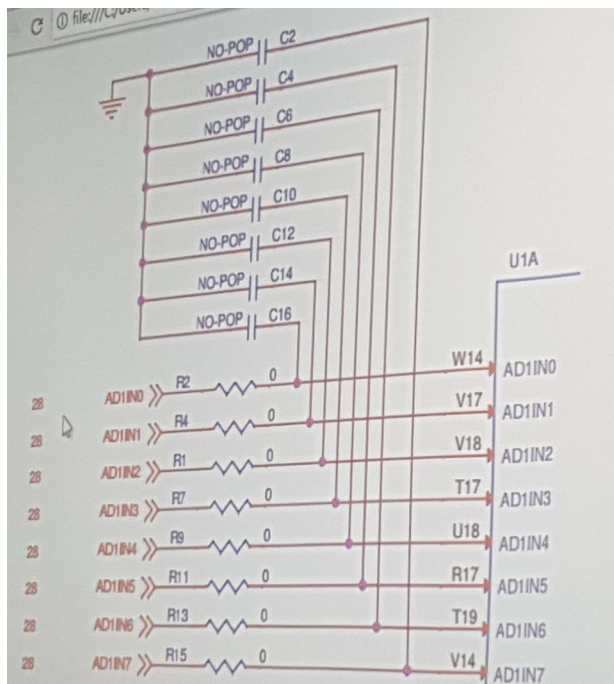 file:///C:/Users
NO-POP C2
NO-POP C4
NO-POP C6
NO-POP C8
NO-POP C10
NO-POP C12
NO-POP C14
NO-POP C16
U1A
28 AD1IN0 R2 0 W14 AD1IN0
28 AD1IN1 R4 0 V17 AD1IN1
28 AD1IN2 R1 0 V18 AD1IN2
28 AD1IN3 R7 0 T17 AD1IN3
28 AD1IN4 R9 0 U18 AD1IN4
28 AD1IN5 R11 0 R17 AD1IN5
28 AD1IN6 R13 0 T19 AD1IN6
28 AD1IN7 R15 0 V14 AD1IN7